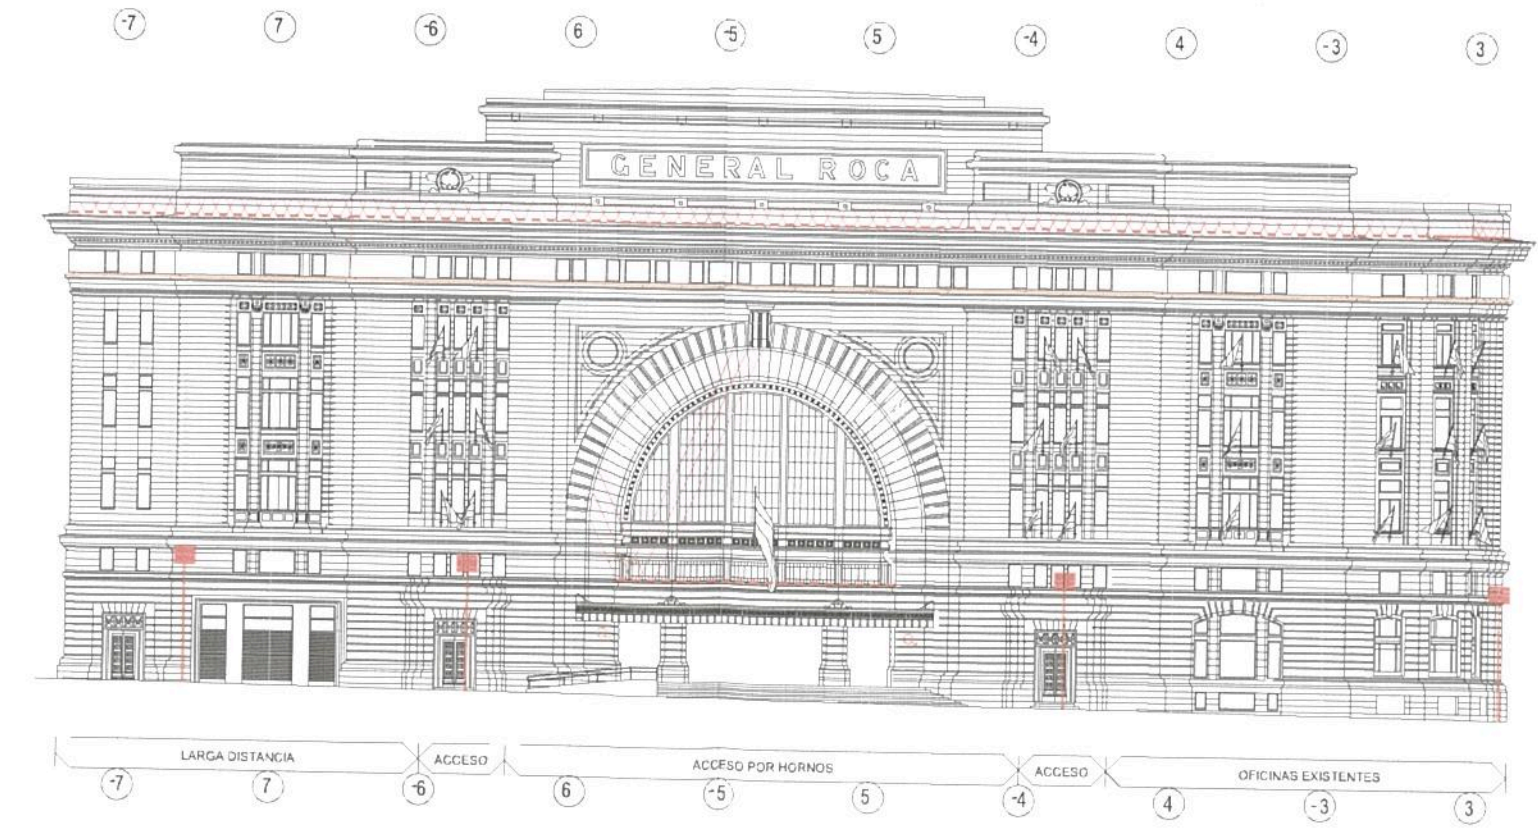 -7 7 -6 6 -5 5 -4 4 -3 3
GENERAL ROCA
LARGA DISTANCIA ACCESO ACCESO POR HORNOS ACCESO OFICINAS EXISTENTES
-7 7 -6 6 -5 5 -4 4 -3 3